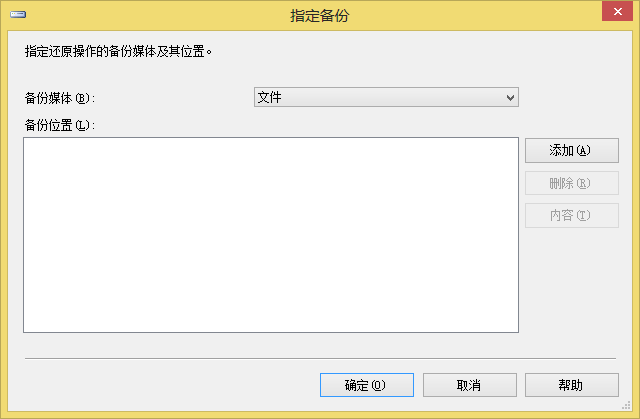 指定备份
指定还原操作的备份媒体及其位置。
备份媒体(B):
文件
备份位置(L):
添加(A)
删除(R)
内容(T)
确定(O)
取消
帮助